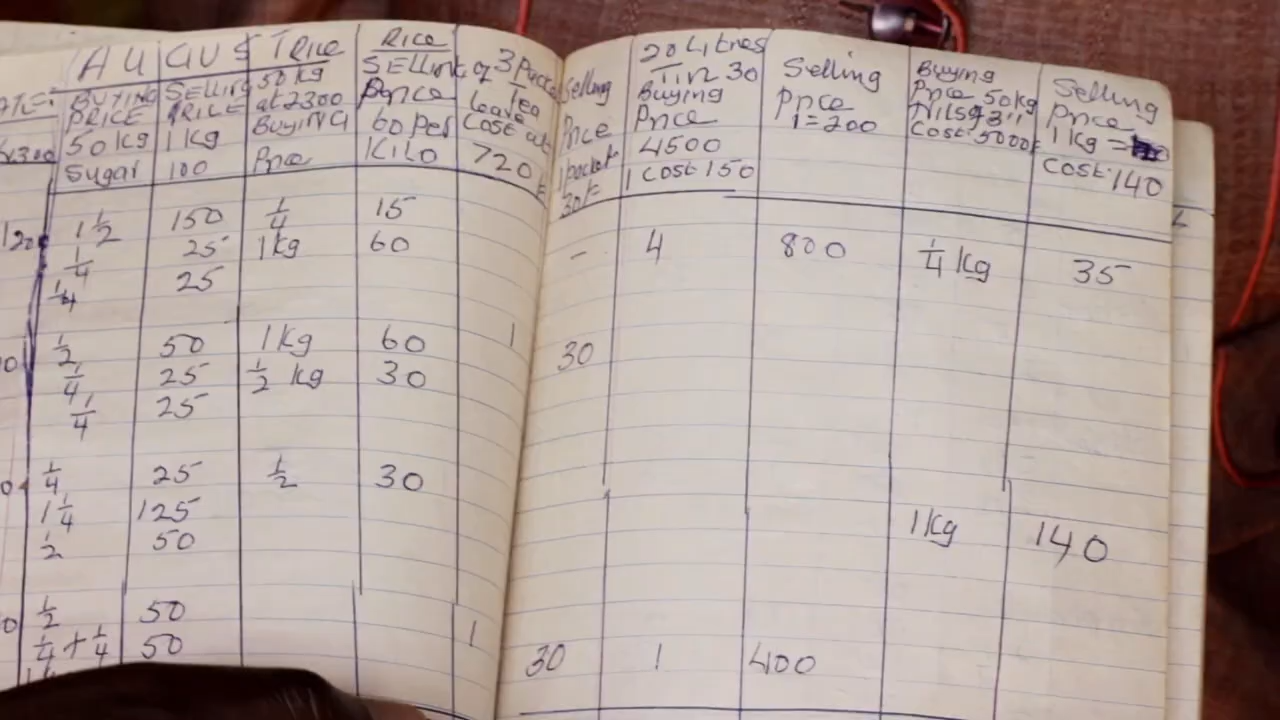 AUGUST RICE
RICE
SELLING
Price
60 per
KILO
BUYING
PRICE
50kg
Sugar
SELLING
PRICE
1kg
100
50kg
at 2300
BUYING
Price
of 3 Packets
Tea
Leaves
Cost at
720
Selling
Price
1 pocket
30/=
20 Litres
Tin 30
Buying
Price
4500
1 cost 150
Selling
Price
1=200
Buying
Price 50kg
Cost: 5000/=
Selling
Price
1kg =
Cost: 140
1 1/2 150 1/4 15
1/4 25 1kg 60 - 4 800 1/4 kg 35
1/4 25
1/2 50 1kg 60 1 30
1/4 25 1/2 kg 30
1/4 25
1/4 25 1/2 30
1 1/4 125 1kg 140
1/2 50
1/2 50
1/4 + 1/4 50 1 30 1 400